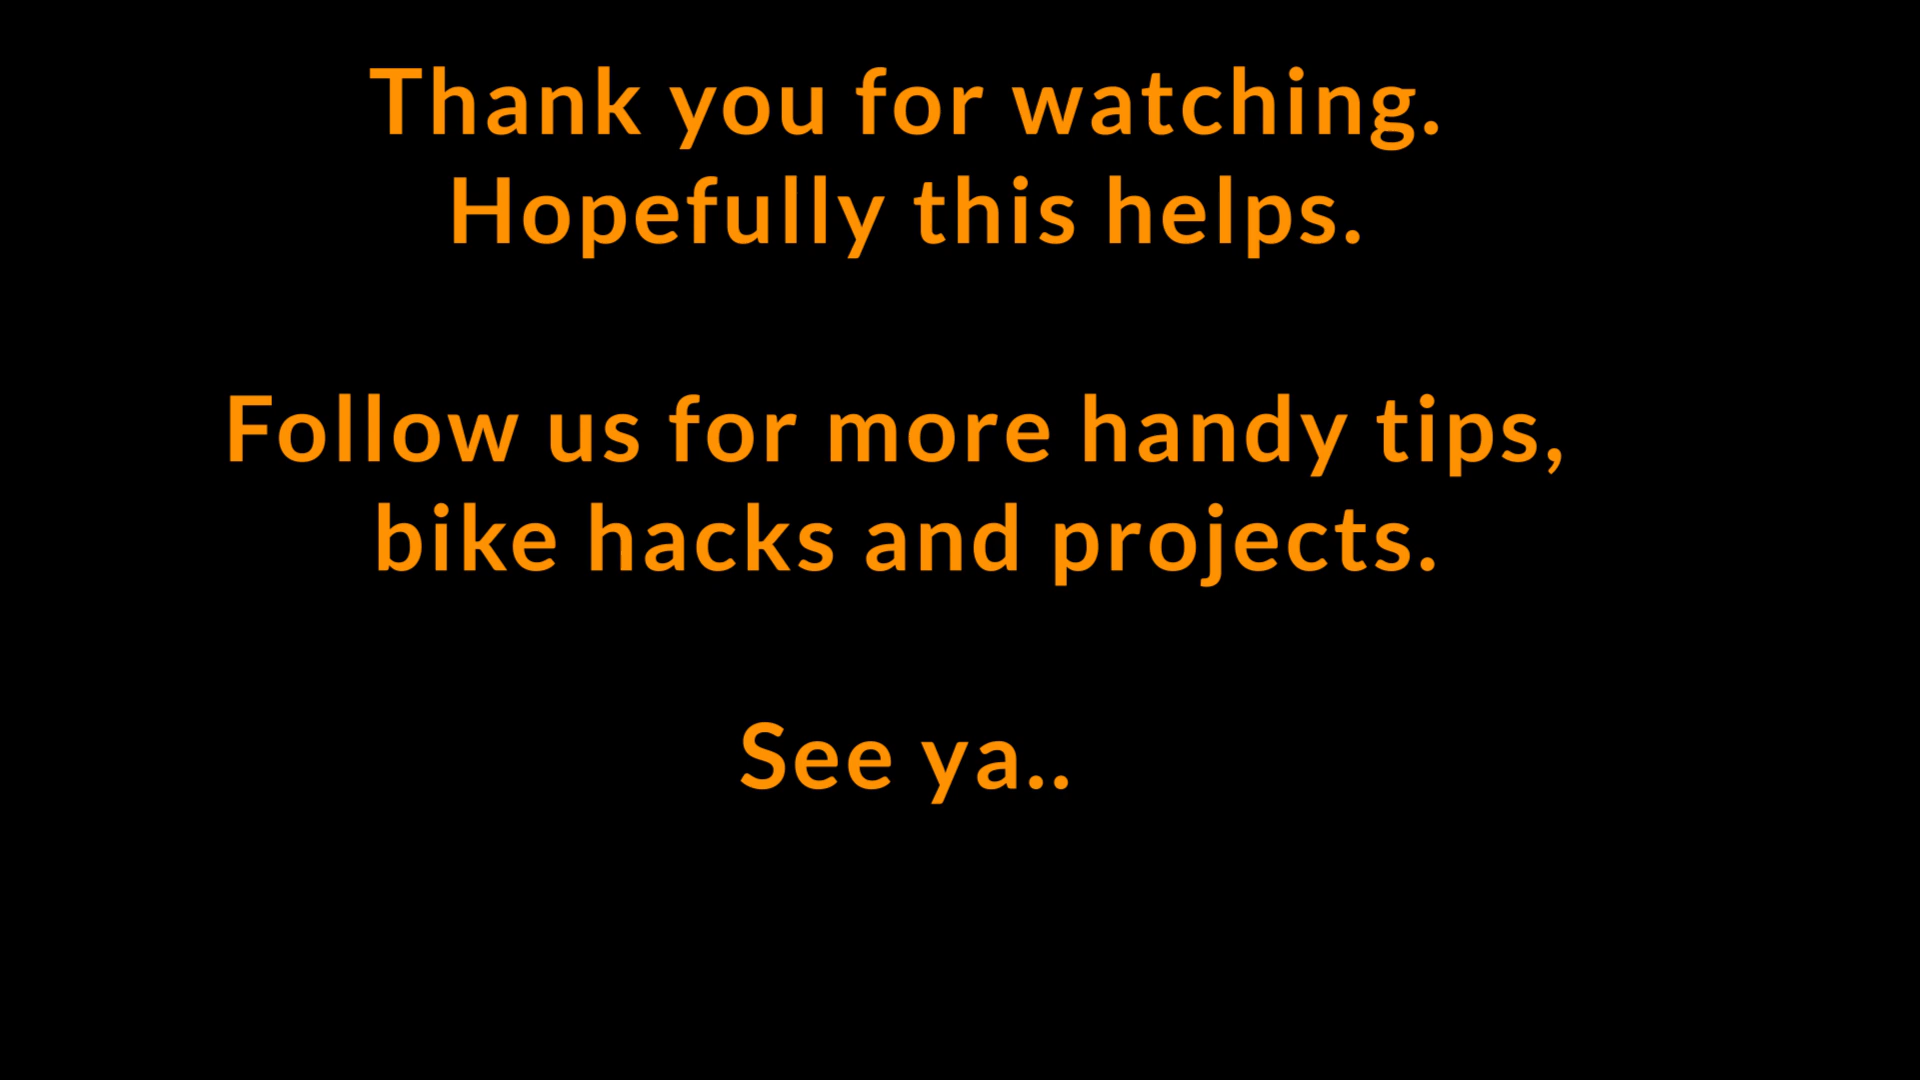 Thank you for watching.
Hopefully this helps.
Follow us for more handy tips,
bike hacks and projects.
See ya..